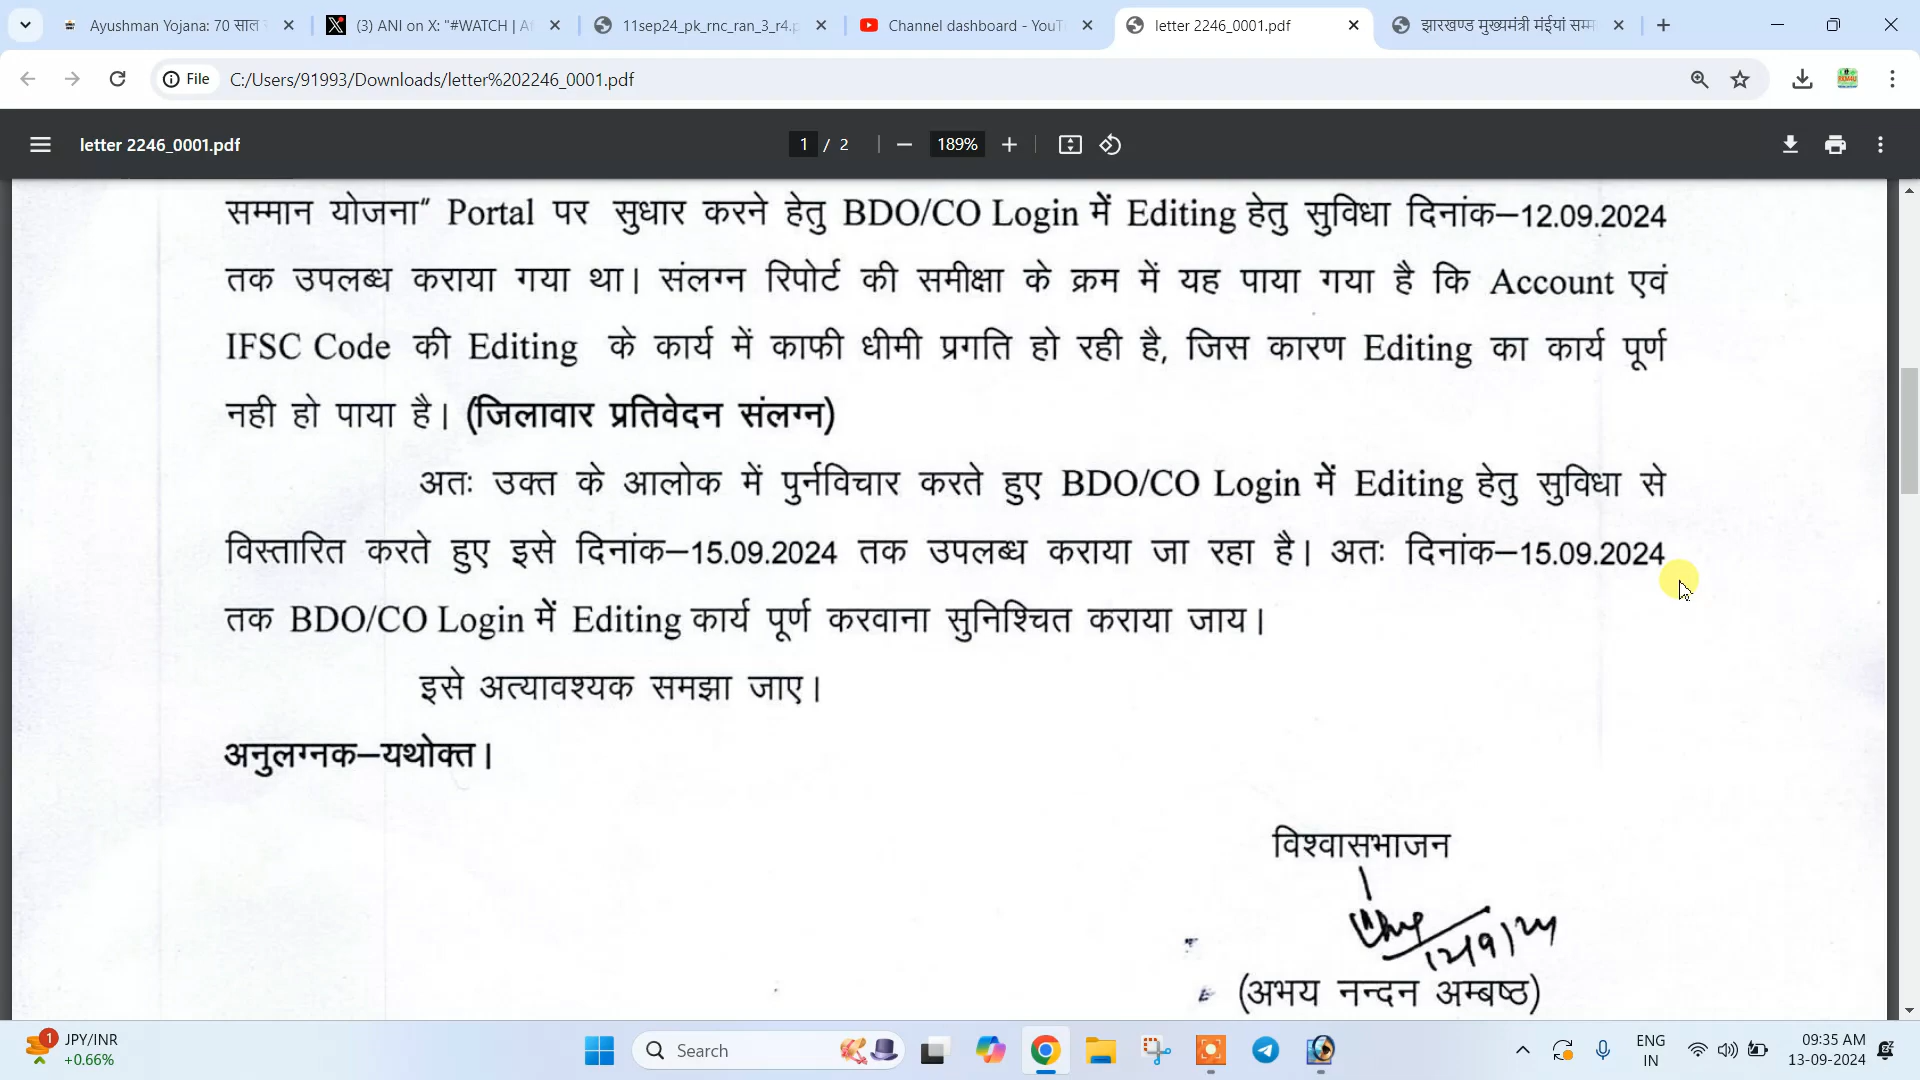 Ayushman Yojana: 70 साल
(3) ANI on X: "#WATCH | A
11sep24_pk_rnc_ran_3_r4.p
Channel dashboard - YouT
letter 2246_0001.pdf
झारखण्ड मुख्यमंत्री मंईयां सम्म
File
C:/Users/91993/Downloads/letter%202246_0001.pdf
letter 2246_0001.pdf
1 / 2
189%
सम्मान योजना“ Portal पर सुधार करने हेतु BDO/CO Login में Editing हेतु सुविधा दिनांक–12.09.2024
तक उपलब्ध कराया गया था। संलग्न रिपोर्ट की समीक्षा के क्रम में यह पाया गया है कि Account एवं
IFSC Code की Editing के कार्य में काफी धीमी प्रगति हो रही है, जिस कारण Editing का कार्य पूर्ण
नही हो पाया है। (जिलावार प्रतिवेदन संलग्न)
अतः उक्त के आलोक में पुर्नविचार करते हुए BDO/CO Login में Editing हेतु सुविधा से
विस्तारित करते हुए इसे दिनांक–15.09.2024 तक उपलब्ध कराया जा रहा है। अतः दिनांक–15.09.2024
तक BDO/CO Login में Editing कार्य पूर्ण करवाना सुनिश्चित कराया जाय।
इसे अत्यावश्यक समझा जाए।
अनुलग्नक–यथोक्त।
विश्वासभाजन
12/9/24
(अभय नन्दन अम्बष्ठ)
1
JPY/INR
+0.66%
Search
ENG
IN
09:35 AM
13-09-2024